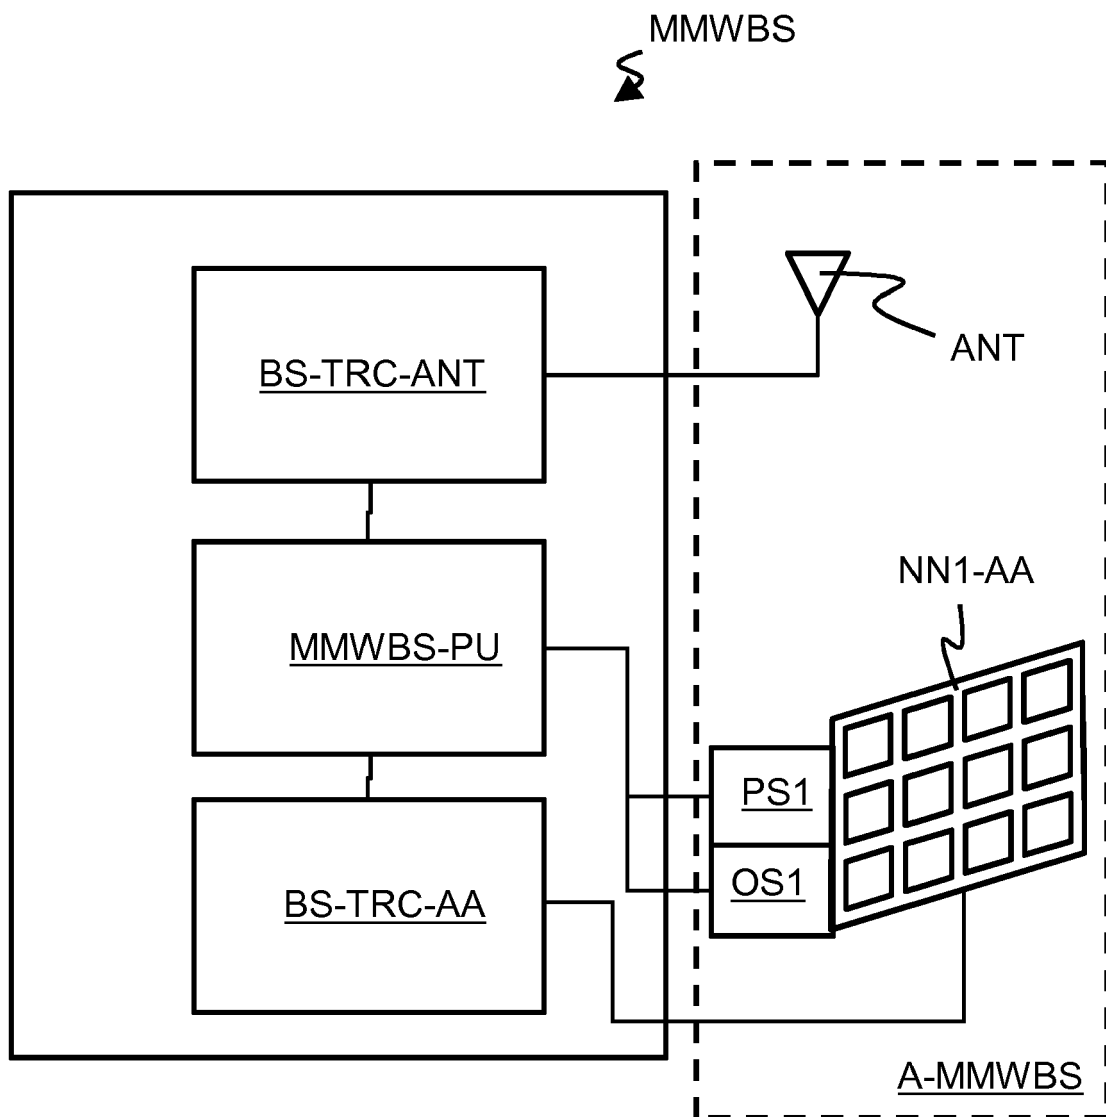 MMWBS
BS-TRC-ANT
ANT
MMWBS-PU
NN1-AA
PS1
OS1
BS-TRC-AA
A-MMWBS